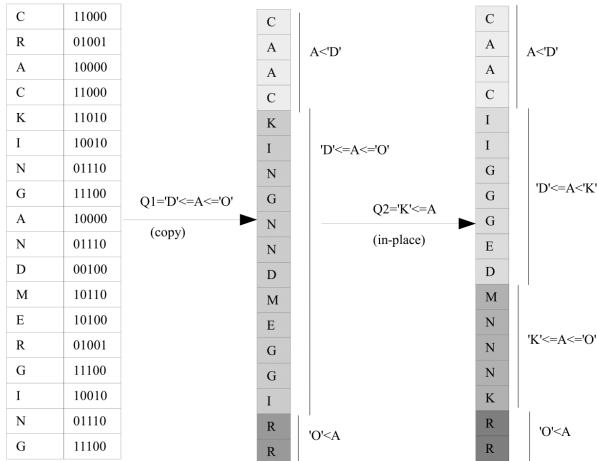 C 11000
R 01001
A 10000
C 11000
K 11010
I 10010
N 01110
G 11100
A 10000
N 01110
D 00100
M 10110
E 10100
R 01001
G 11100
I 10010
N 01110
G 11100
Q1='D'<=A<='O'
(copy)
C
A
A
C
K
I
N
G
N
N
D
M
E
G
G
I
R
R
A<'D'
'D'<=A<='O'
'O'<A
Q2='K'<=A
(in-place)
C
A
A
C
I
I
G
G
G
E
D
M
N
N
N
K
R
R
A<'D'
'D'<=A<'K'
'K'<=A<='O'
'O'<A